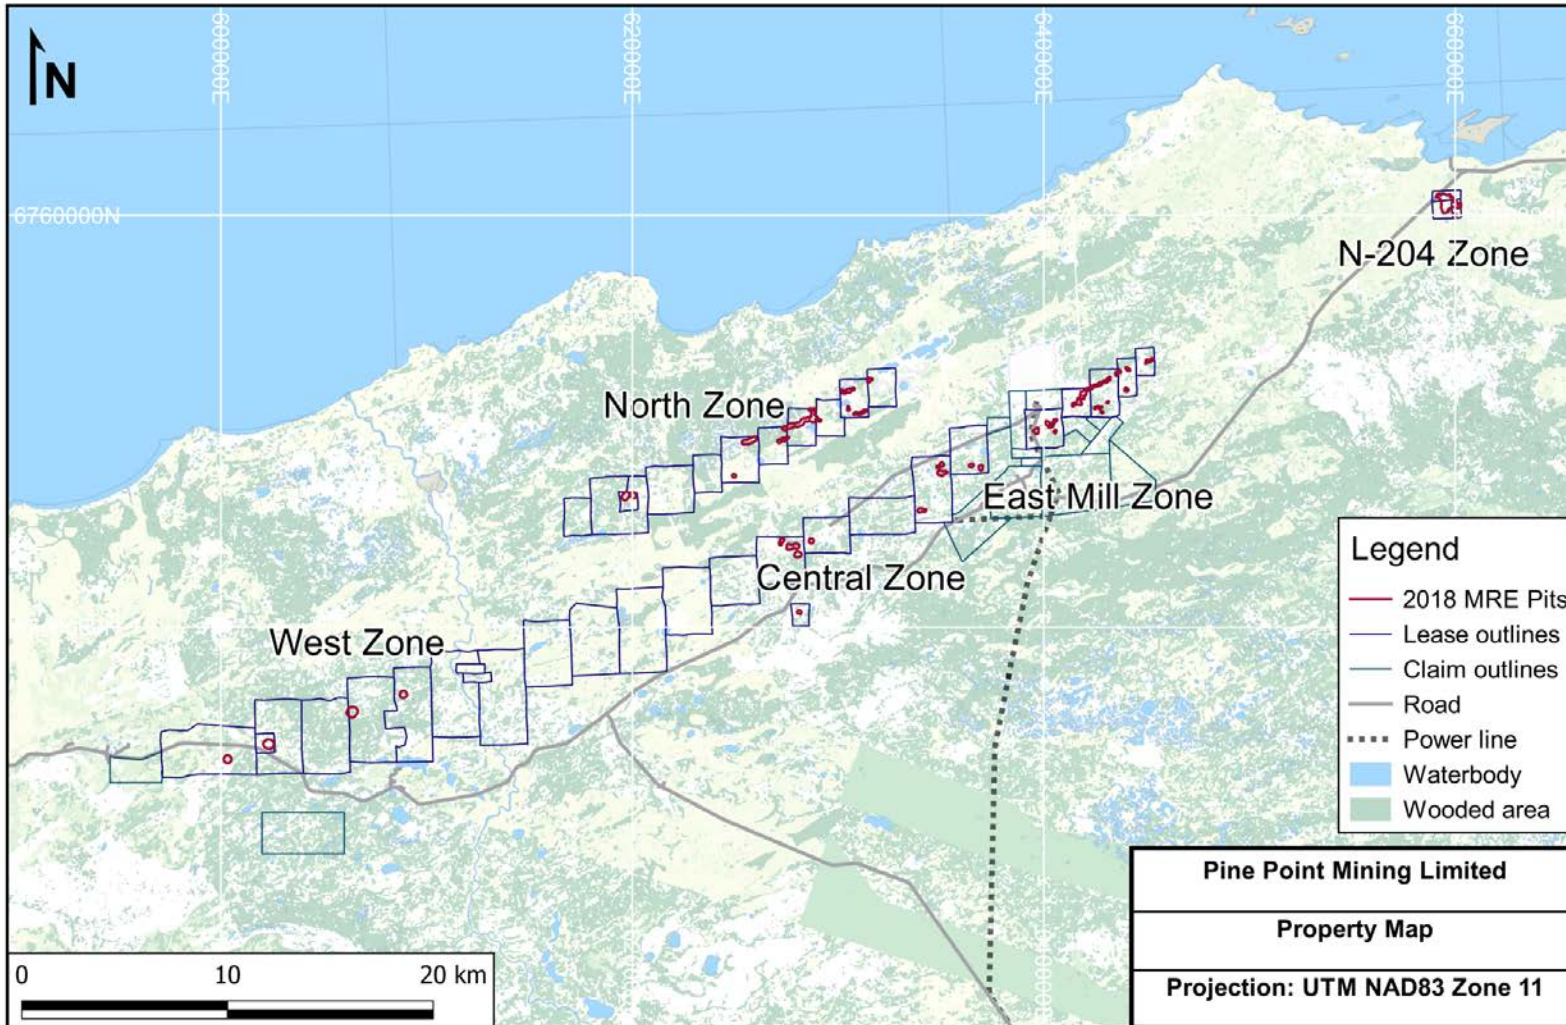 N
600000E
620000E
640000E
660000E
6760000N
N-204 Zone
North Zone
East Mill Zone
Central Zone
West Zone
Legend
2018 MRE Pits
Lease outlines
Claim outlines
Road
Power line
Waterbody
Wooded area
Pine Point Mining Limited
Property Map
Projection: UTM NAD83 Zone 11
0 10 20 km